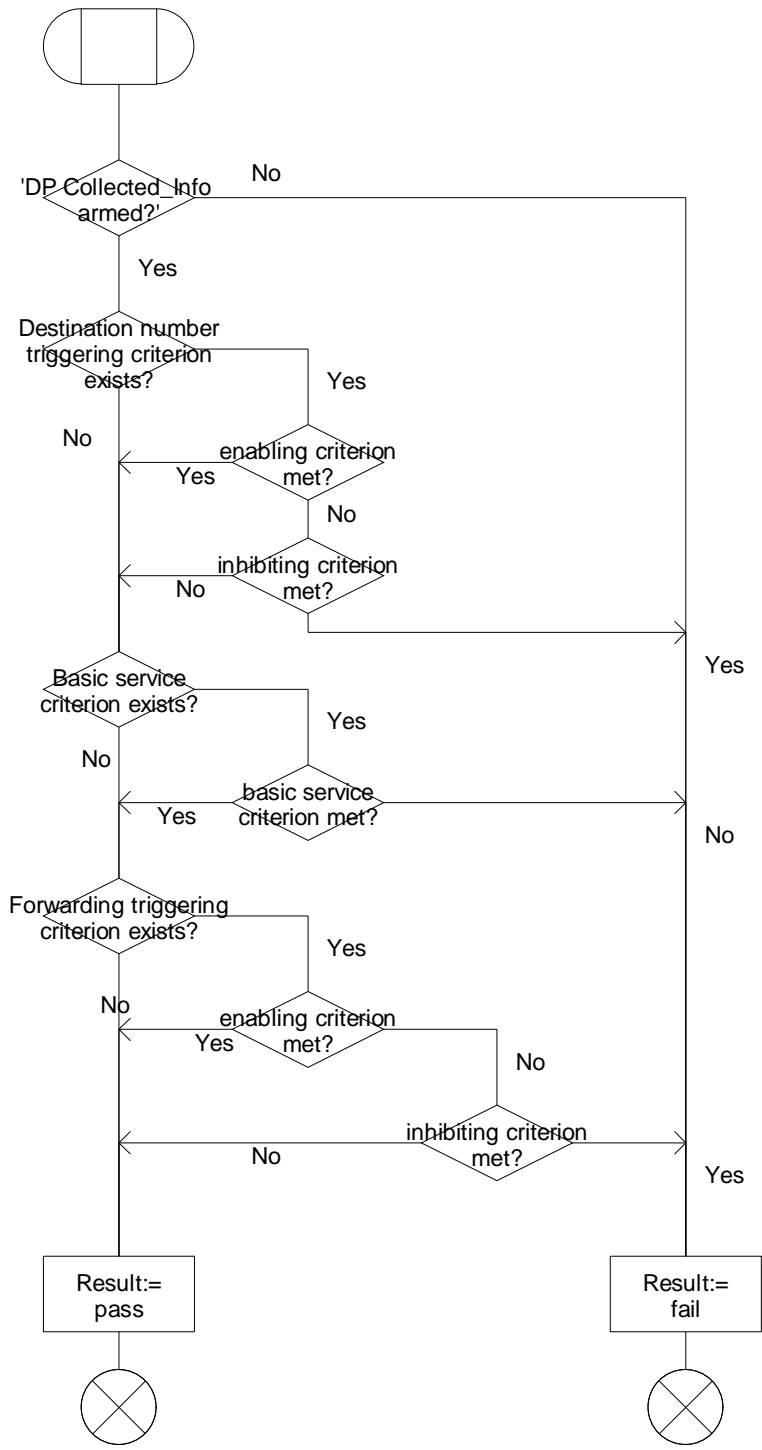 No
'DP Collected_Info
armed?'
Yes
Destination number
triggering criterion
exists?
Yes
No
enabling criterion
met?
Yes
No
inhibiting criterion
met?
No
Yes
Basic service
criterion exists?
Yes
No
basic service
criterion met?
Yes
No
Forwarding triggering
criterion exists?
Yes
No
enabling criterion
met?
Yes
No
inhibiting criterion
met?
No
Yes
Result:=
pass
Result:=
fail